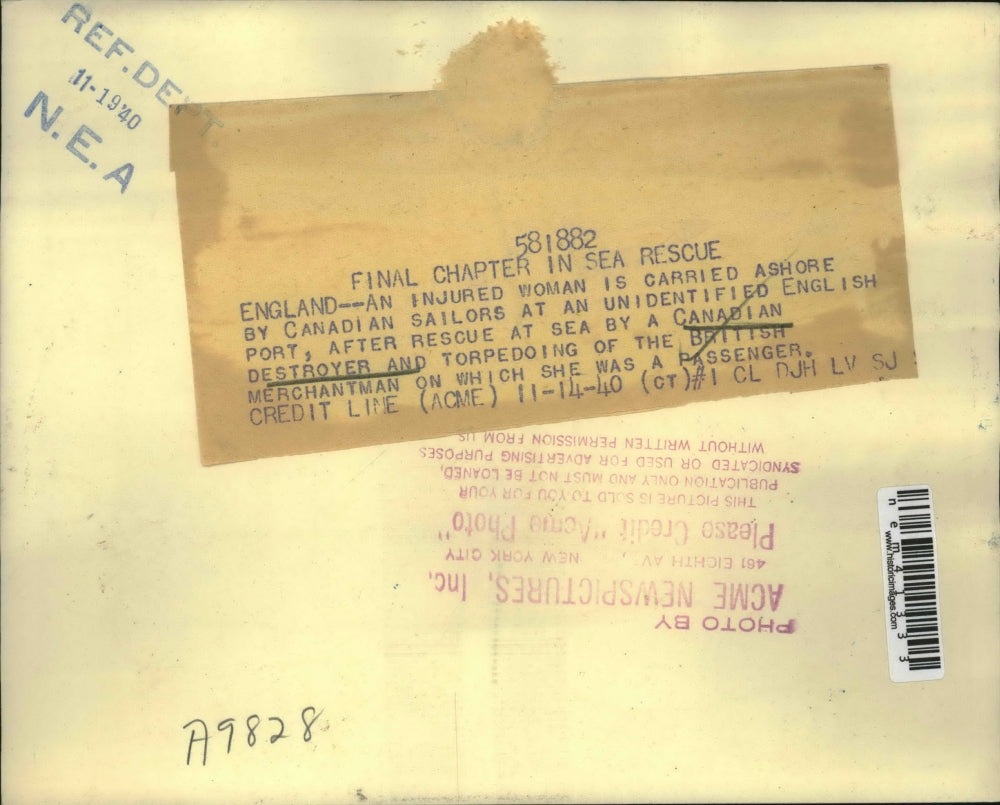 REF. DEPT
11-19'40
N. E. A
581882
FINAL CHAPTER IN SEA RESCUE
ENGLAND--AN INJURED WOMAN IS CARRIED ASHORE
BY CANADIAN SAILORS AT AN UNIDENTIFIED ENGLISH
PORT, AFTER RESCUE AT SEA BY A CANADIAN
DESTROYER AND TORPEDOING OF THE BRITTISH
MERCHANTMAN ON WHICH SHE WAS A PASSENGER.
CREDIT LINE (ACME) 11-14-40 (CT)#1 CL DJH LV SJ
PHOTO BY
ACME NEWSPICTURES, Inc.
461 EIGHTH AV. NEW YORK CITY
Please Credit "Acme Photo"
THIS PICTURE IS SOLD TO YOU FOR YOUR
PUBLICATION ONLY AND MUST NOT BE LOANED,
SYNDICATED OR USED FOR ADVERTISING PURPOSES
WITHOUT WRITTEN PERMISSION FROM US
nem41333
www.historicimages.com
A9828